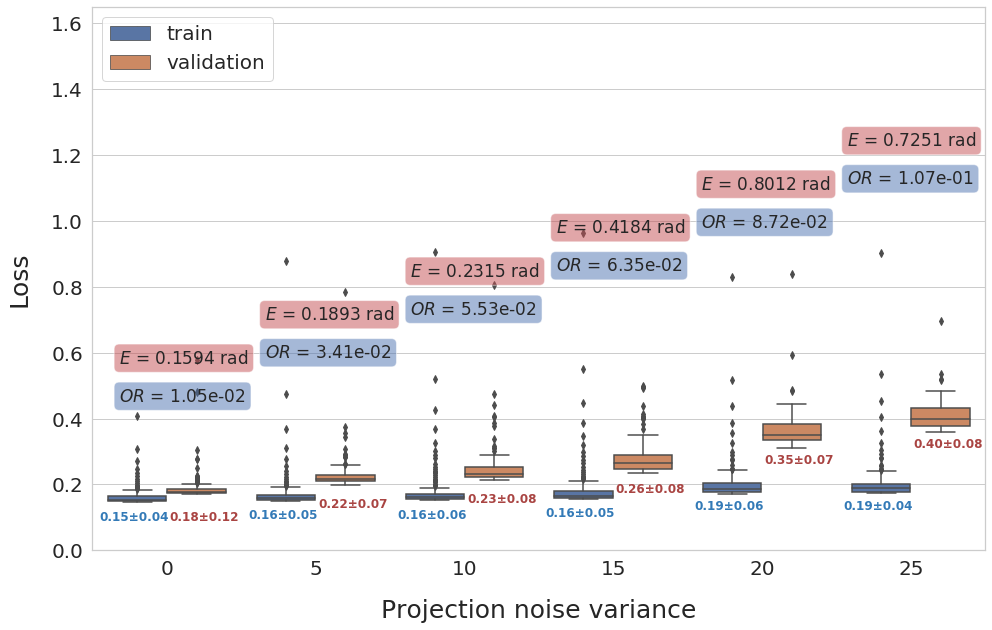 train
validation
1.6
1.4
1.2
1.0
0.8
0.6
0.4
0.2
0.0
Loss
E = 0.1594 rad
OR = 1.05e-02
E = 0.1893 rad
OR = 3.41e-02
E = 0.2315 rad
OR = 5.53e-02
E = 0.4184 rad
OR = 6.35e-02
E = 0.8012 rad
OR = 8.72e-02
E = 0.7251 rad
OR = 1.07e-01
0.15±0.04
0.18±0.12
0.16±0.05
0.22±0.07
0.16±0.06
0.23±0.08
0.16±0.05
0.26±0.08
0.19±0.06
0.35±0.07
0.19±0.04
0.40±0.08
0 5 10 15 20 25
Projection noise variance